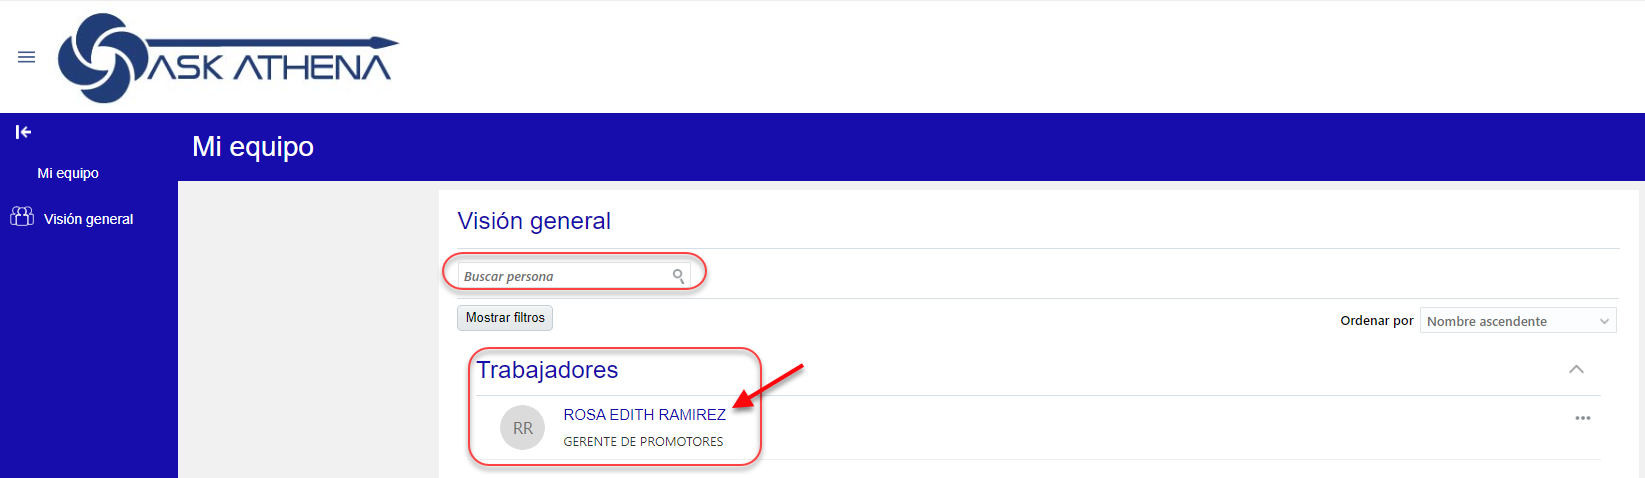 ASK ATHENA
Mi equipo
Mi equipo
Visión general
Visión general
Buscar persona
Mostrar filtros
Ordenar por Nombre ascendente
Trabajadores
RR
ROSA EDITH RAMIREZ
GERENTE DE PROMOTORES